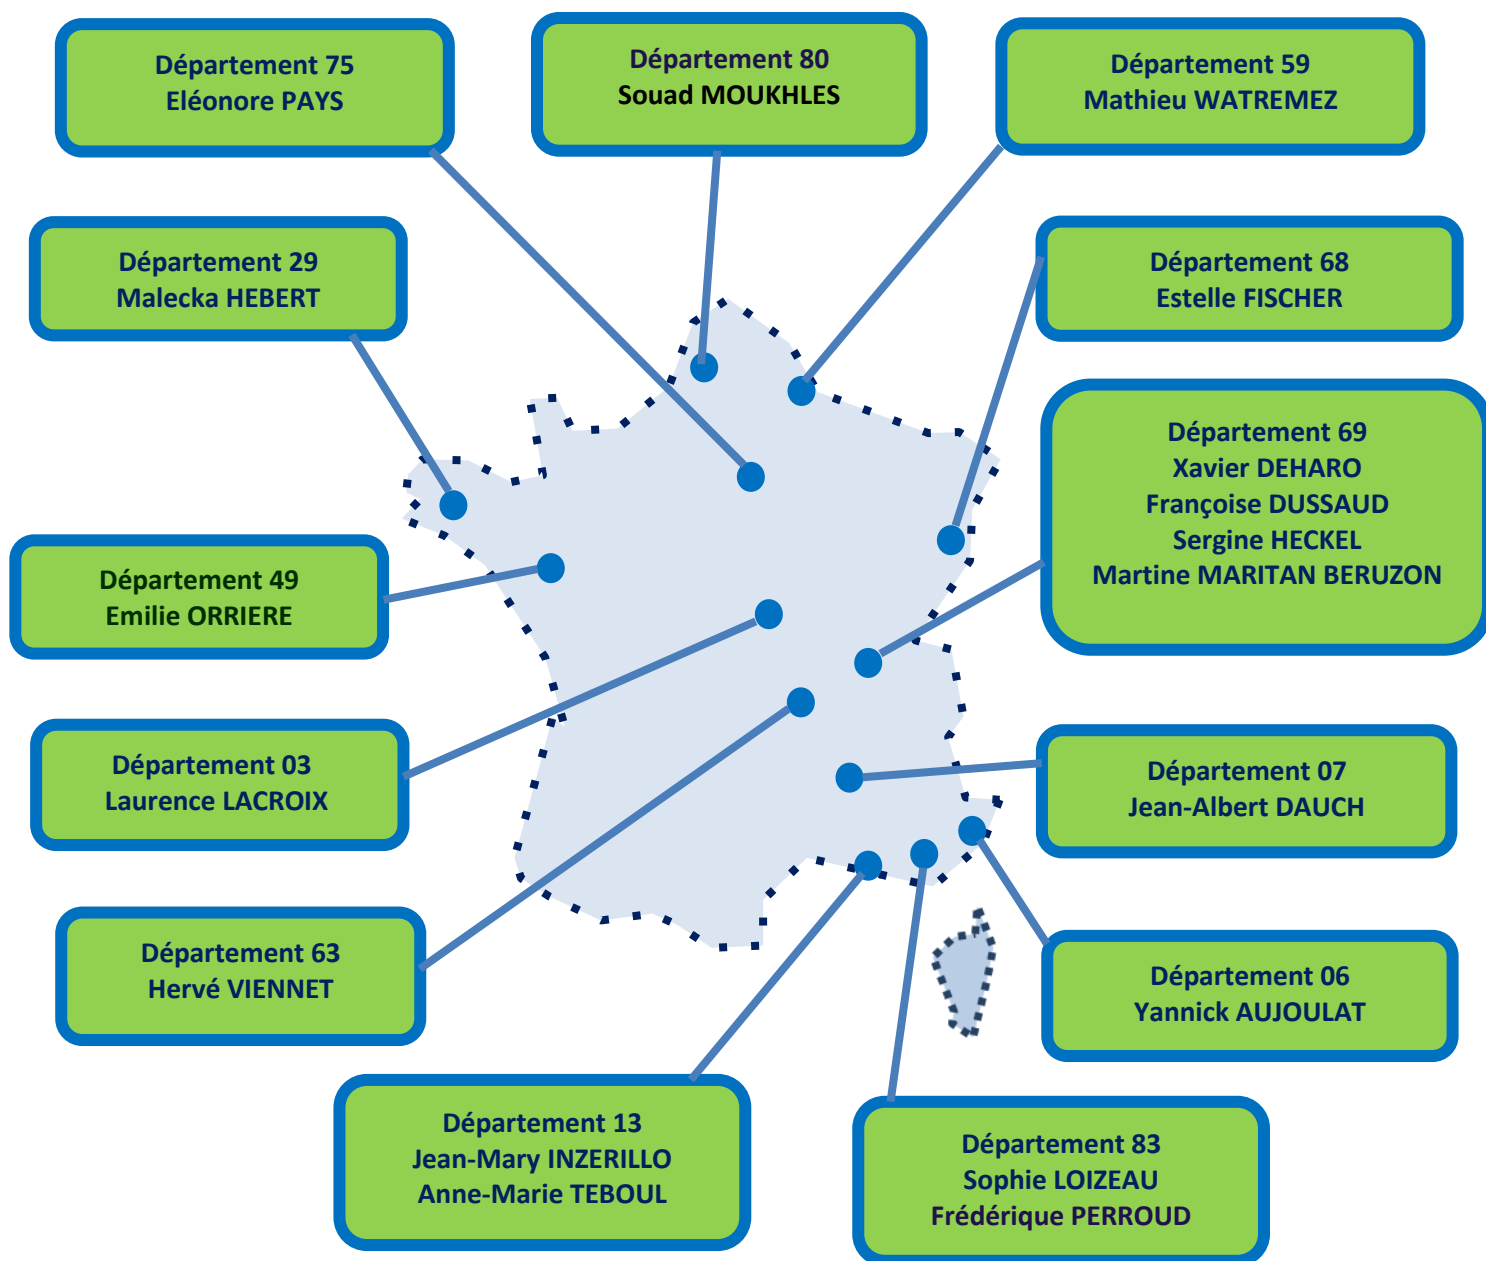 Département 75
Eléonore PAYS
Département 80
Souad MOUKHLES
Département 59
Mathieu WATREMEZ
Département 29
Malecka HEBERT
Département 68
Estelle FISCHER
Département 69
Xavier DEHARO
Françoise DUSSAUD
Sergine HECKEL
Martine MARITAN BERUZON
Département 49
Emilie ORRIERE
Département 03
Laurence LACROIX
Département 07
Jean-Albert DAUCH
Département 63
Hervé VIENNET
Département 06
Yannick AUJOULAT
Département 13
Jean-Mary INZERILLO
Anne-Marie TEBOUL
Département 83
Sophie LOIZEAU
Frédérique PERROUD